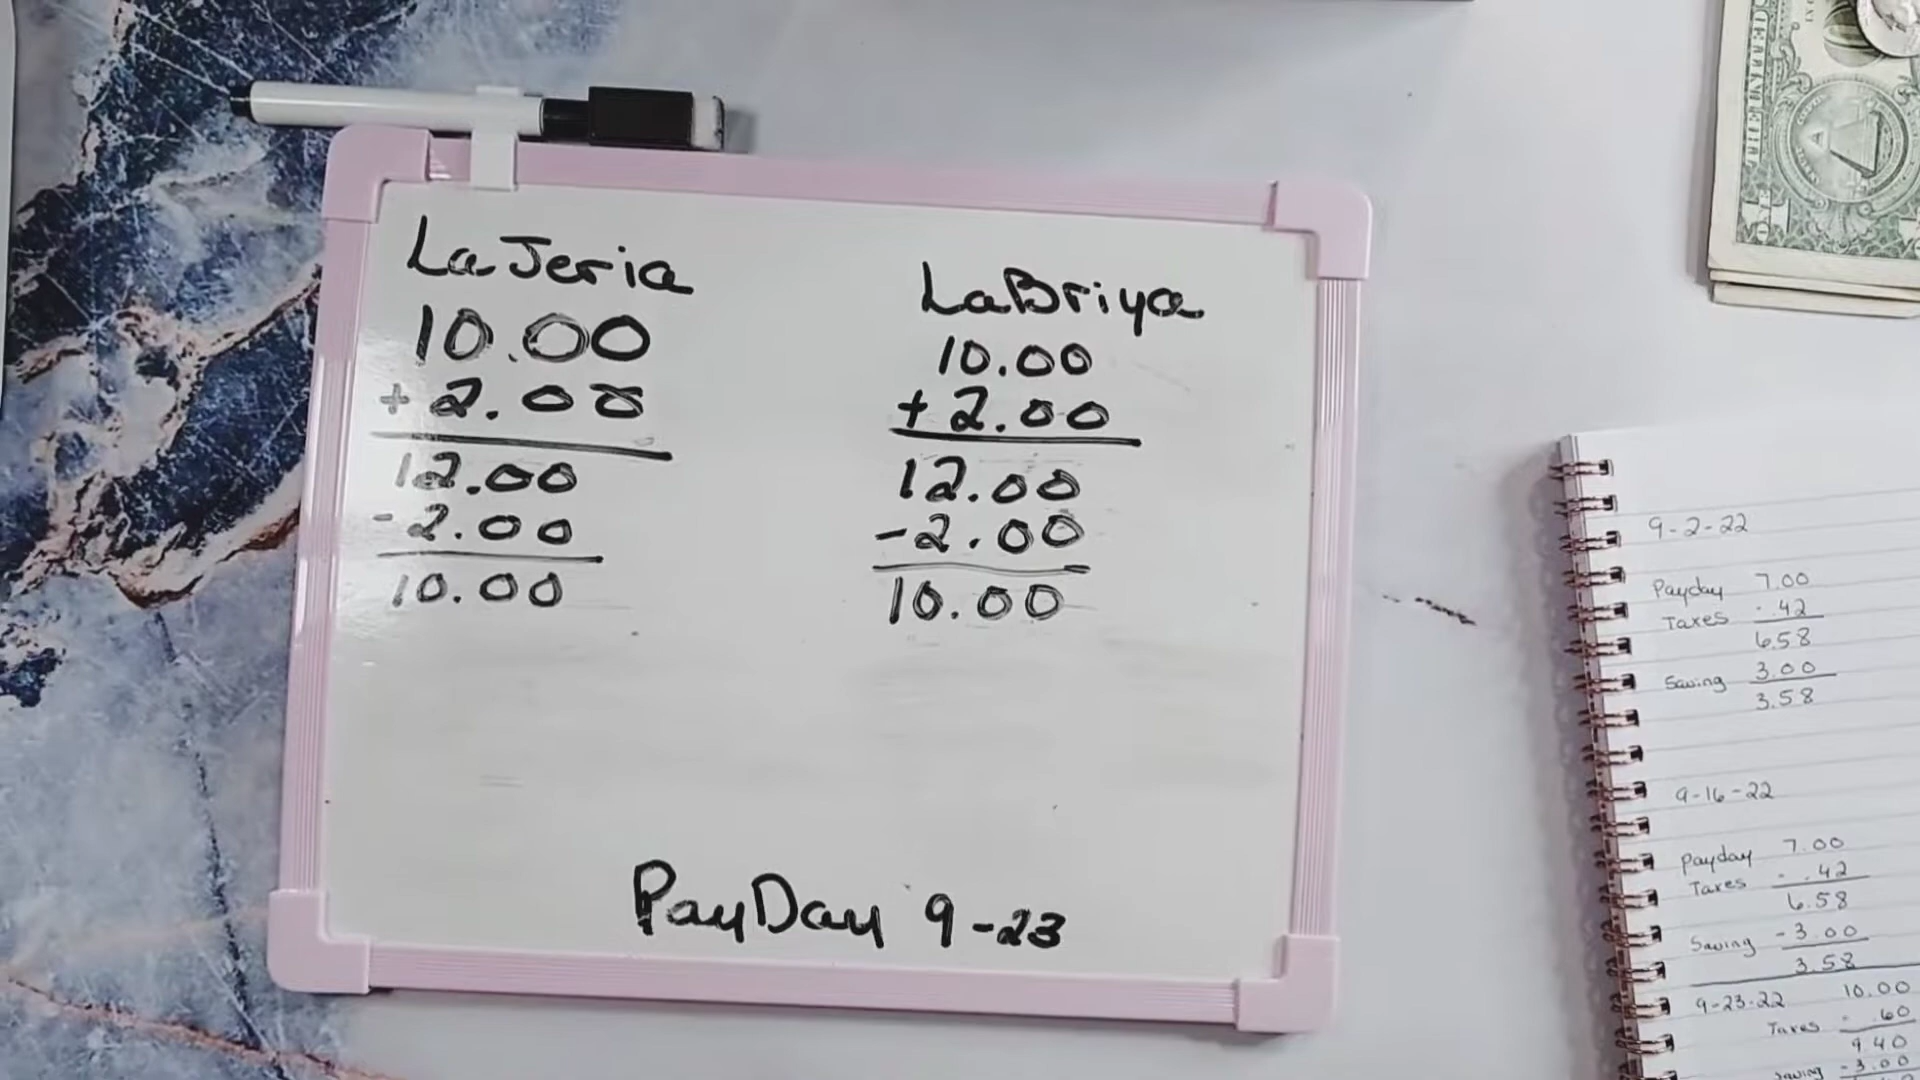 LaJeria
10.00
+ 2.00
12.00
- 2.00
10.00
LaBriya
10.00
+ 2.00
12.00
- 2.00
10.00
PayDay 9-23
9-2-22
Payday 7.00
Taxes - .42
6.58
Saving 3.00
3.58
9-16-22
Payday 7.00
Taxes - .42
6.58
Saving - 3.00
3.58
9-23-22 10.00
Taxes - .60
9.40
Saving - 3.00